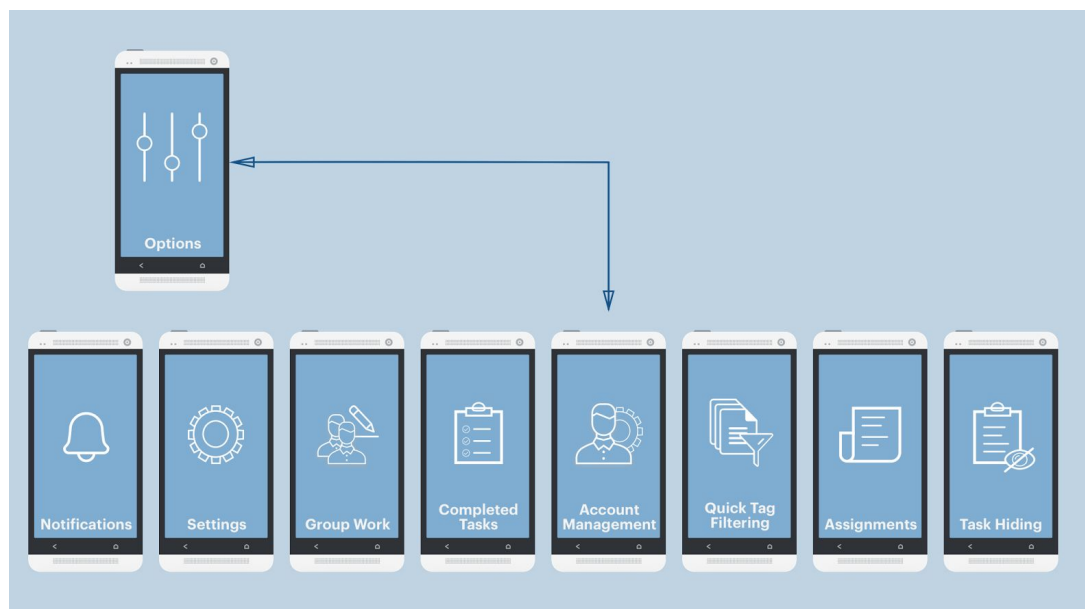 Options
Notifications
Settings
Group Work
Completed
Tasks
Account
Management
Quick Tag
Filtering
Assignments
Task Hiding